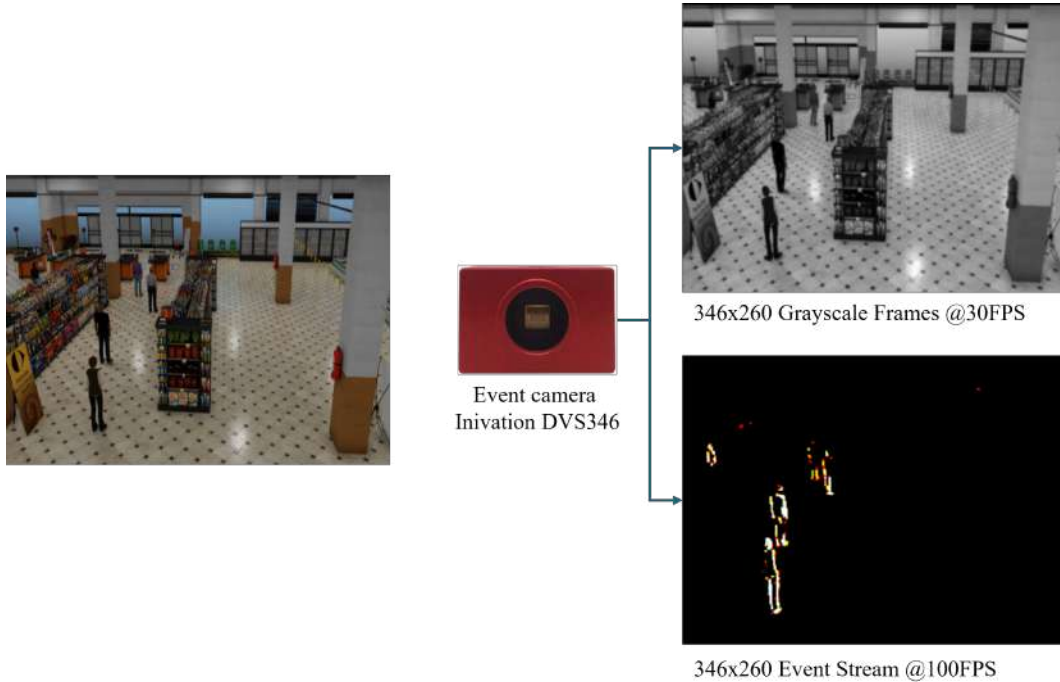 346x260 Grayscale Frames @30FPS
Event camera
Inivation DVS346
346x260 Event Stream @100FPS